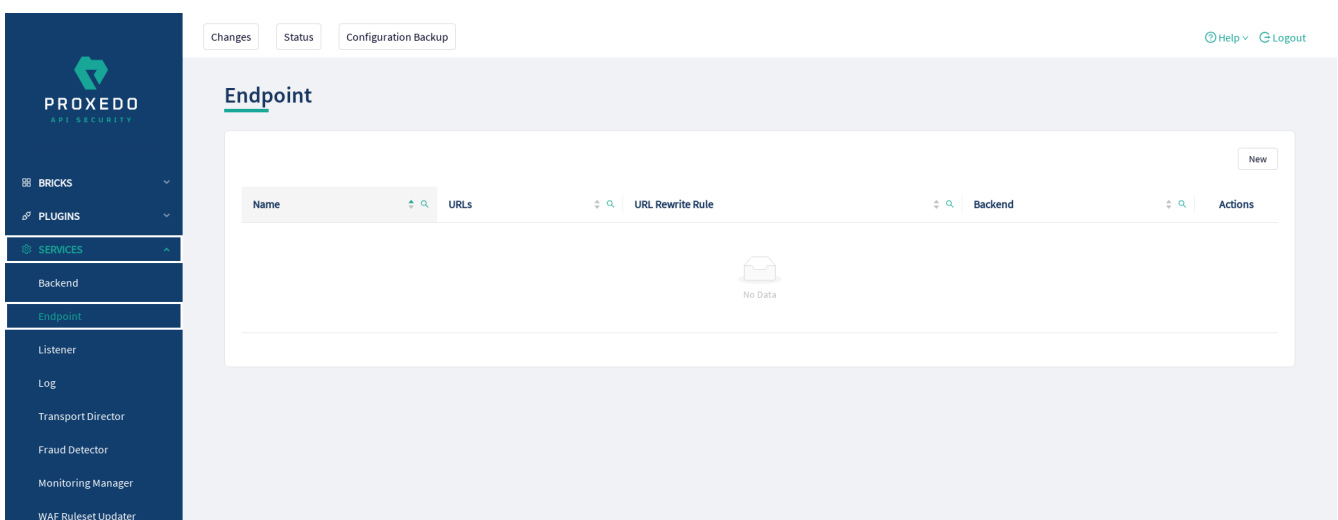 Changes Status Configuration Backup Help Logout
PROXEDO
API SECURITY
BRICKS
PLUGINS
SERVICES
Backend
Endpoint
Listener
Log
Transport Director
Fraud Detector
Monitoring Manager
WAF Ruleset Updater
Endpoint
New
Name URLs URL Rewrite Rule Backend Actions
No Data